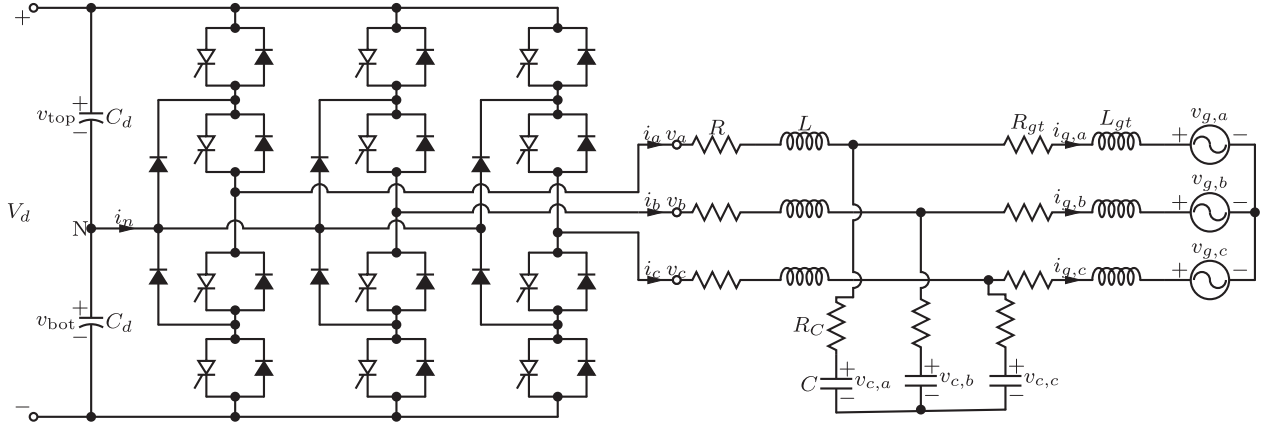 +
v_top + − C_d
V_d
N i_n
v_bot + − C_d
−
i_a v_a R L R_gt i_g,a L_gt + v_g,a −
i_b v_b i_g,b + v_g,b −
i_c v_c i_g,c + v_g,c −
R_C
C + − v_c,a + − v_c,b + − v_c,c